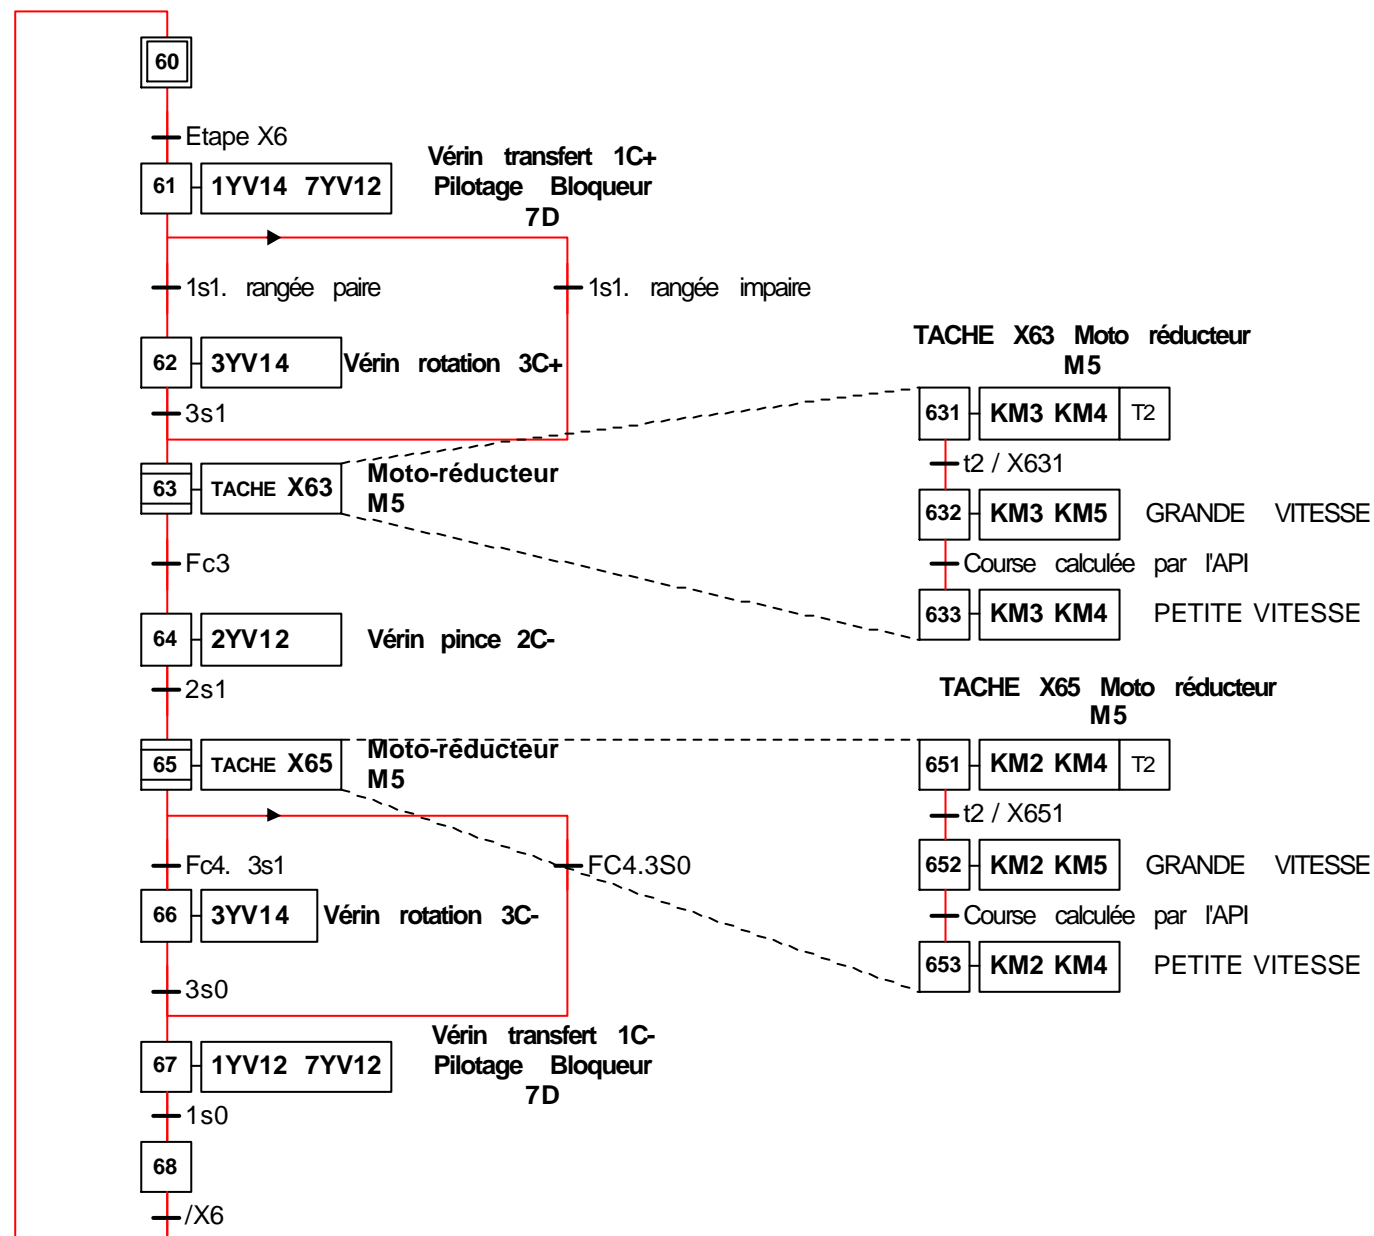 60
Etape X6
61 1YV14 7YV12
Vérin transfert 1C+
Pilotage Bloqueur
7D
1s1. rangée paire
1s1. rangée impaire
62 3YV14 Vérin rotation 3C+
3s1
63 TACHE X63
Moto-réducteur
M5
Fc3
64 2YV12 Vérin pince 2C-
2s1
65 TACHE X65
Moto-réducteur
M5
Fc4. 3s1
FC4.3S0
66 3YV14 Vérin rotation 3C-
3s0
67 1YV12 7YV12
Vérin transfert 1C-
Pilotage Bloqueur
7D
1s0
68
/X6
TACHE X63 Moto réducteur
M5
631 KM3 KM4 T2
t2 / X631
632 KM3 KM5 GRANDE VITESSE
Course calculée par l'API
633 KM3 KM4 PETITE VITESSE
TACHE X65 Moto réducteur
M5
651 KM2 KM4 T2
t2 / X651
652 KM2 KM5 GRANDE VITESSE
Course calculée par l'API
653 KM2 KM4 PETITE VITESSE